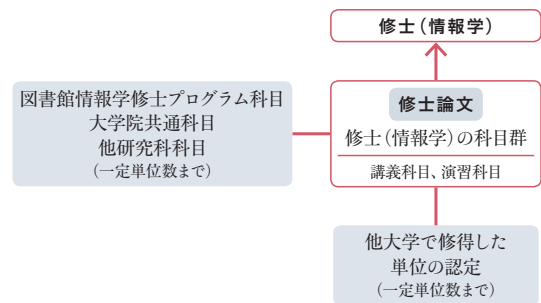 修士(情報学)
図書館情報学修士プログラム科目
大学院共通科目
他研究科科目
(一定単位数まで)
修士論文
修士(情報学)の科目群
講義科目、演習科目
他大学で修得した
単位の認定
(一定単位数まで)